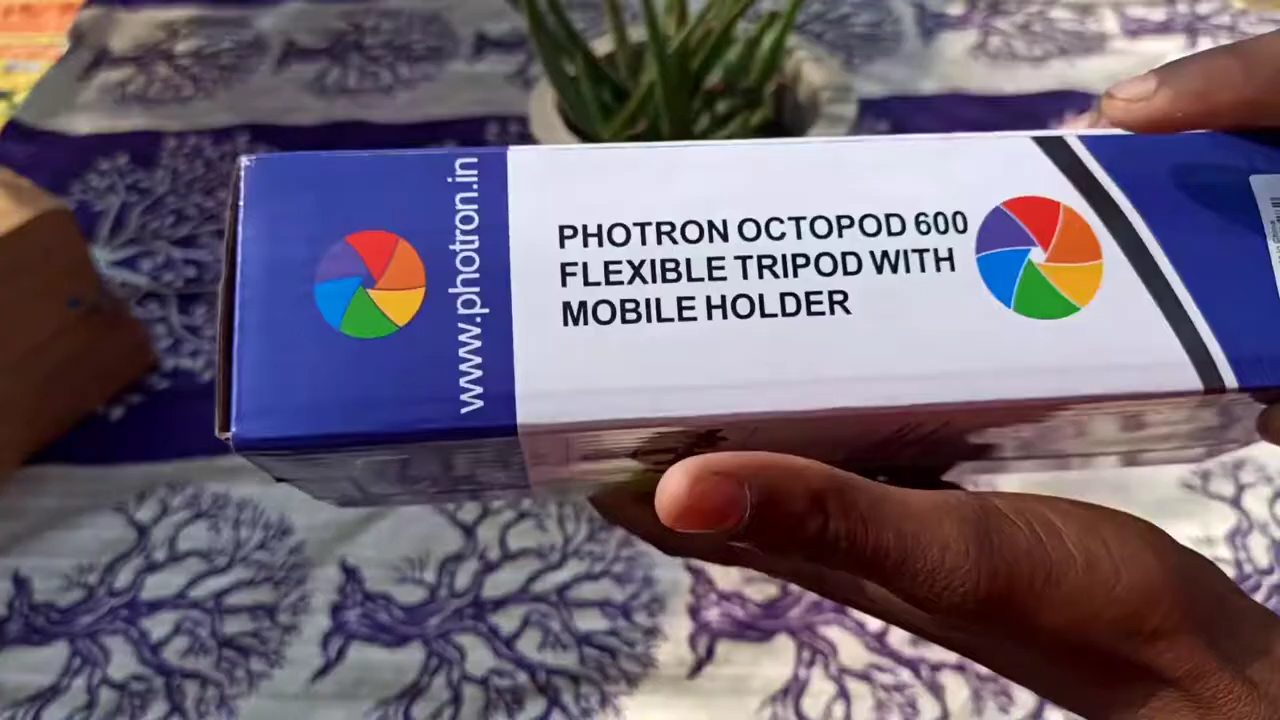 www.photron.in
PHOTRON OCTOPOD 600
FLEXIBLE TRIPOD WITH
MOBILE HOLDER